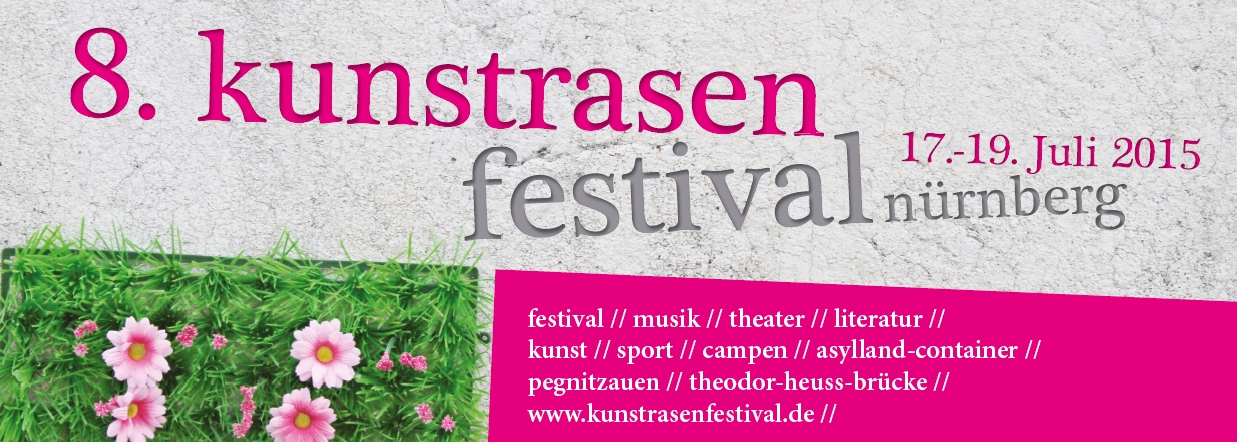 8. kunstrasen
festival
17.-19. Juli 2015
nürnberg
festival // musik // theater // literatur //
kunst // sport // campen // asylland-container //
pegnitzauen // theodor-heuss-brücke //
www.kunstrasenfestival.de //